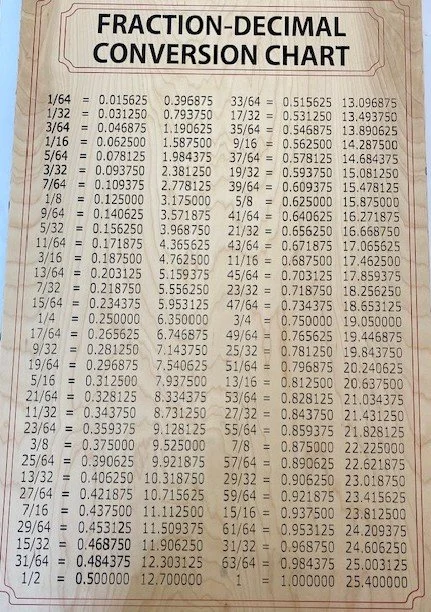 FRACTION-DECIMAL
CONVERSION CHART
1/64 = 0.015625 0.396875 33/64 = 0.515625 13.096875
1/32 = 0.031250 0.793750 17/32 = 0.531250 13.493750
3/64 = 0.046875 1.190625 35/64 = 0.546875 13.890625
1/16 = 0.062500 1.587500 9/16 = 0.562500 14.287500
5/64 = 0.078125 1.984375 37/64 = 0.578125 14.684375
3/32 = 0.093750 2.381250 19/32 = 0.593750 15.081250
7/64 = 0.109375 2.778125 39/64 = 0.609375 15.478125
1/8 = 0.125000 3.175000 5/8 = 0.625000 15.875000
9/64 = 0.140625 3.571875 41/64 = 0.640625 16.271875
5/32 = 0.156250 3.968750 21/32 = 0.656250 16.668750
11/64 = 0.171875 4.365625 43/64 = 0.671875 17.065625
3/16 = 0.187500 4.762500 11/16 = 0.687500 17.462500
13/64 = 0.203125 5.159375 45/64 = 0.703125 17.859375
7/32 = 0.218750 5.556250 23/32 = 0.718750 18.256250
15/64 = 0.234375 5.953125 47/64 = 0.734375 18.653125
1/4 = 0.250000 6.350000 3/4 = 0.750000 19.050000
17/64 = 0.265625 6.746875 49/64 = 0.765625 19.446875
9/32 = 0.281250 7.143750 25/32 = 0.781250 19.843750
19/64 = 0.296875 7.540625 51/64 = 0.796875 20.240625
5/16 = 0.312500 7.937500 13/16 = 0.812500 20.637500
21/64 = 0.328125 8.334375 53/64 = 0.828125 21.034375
11/32 = 0.343750 8.731250 27/32 = 0.843750 21.431250
23/64 = 0.359375 9.128125 55/64 = 0.859375 21.828125
3/8 = 0.375000 9.525000 7/8 = 0.875000 22.225000
25/64 = 0.390625 9.921875 57/64 = 0.890625 22.621875
13/32 = 0.406250 10.318750 29/32 = 0.906250 23.018750
27/64 = 0.421875 10.715625 59/64 = 0.921875 23.415625
7/16 = 0.437500 11.112500 15/16 = 0.937500 23.812500
29/64 = 0.453125 11.509375 61/64 = 0.953125 24.209375
15/32 = 0.468750 11.906250 31/32 = 0.968750 24.606250
31/64 = 0.484375 12.303125 63/64 = 0.984375 25.003125
1/2 = 0.500000 12.700000 1 = 1.000000 25.400000